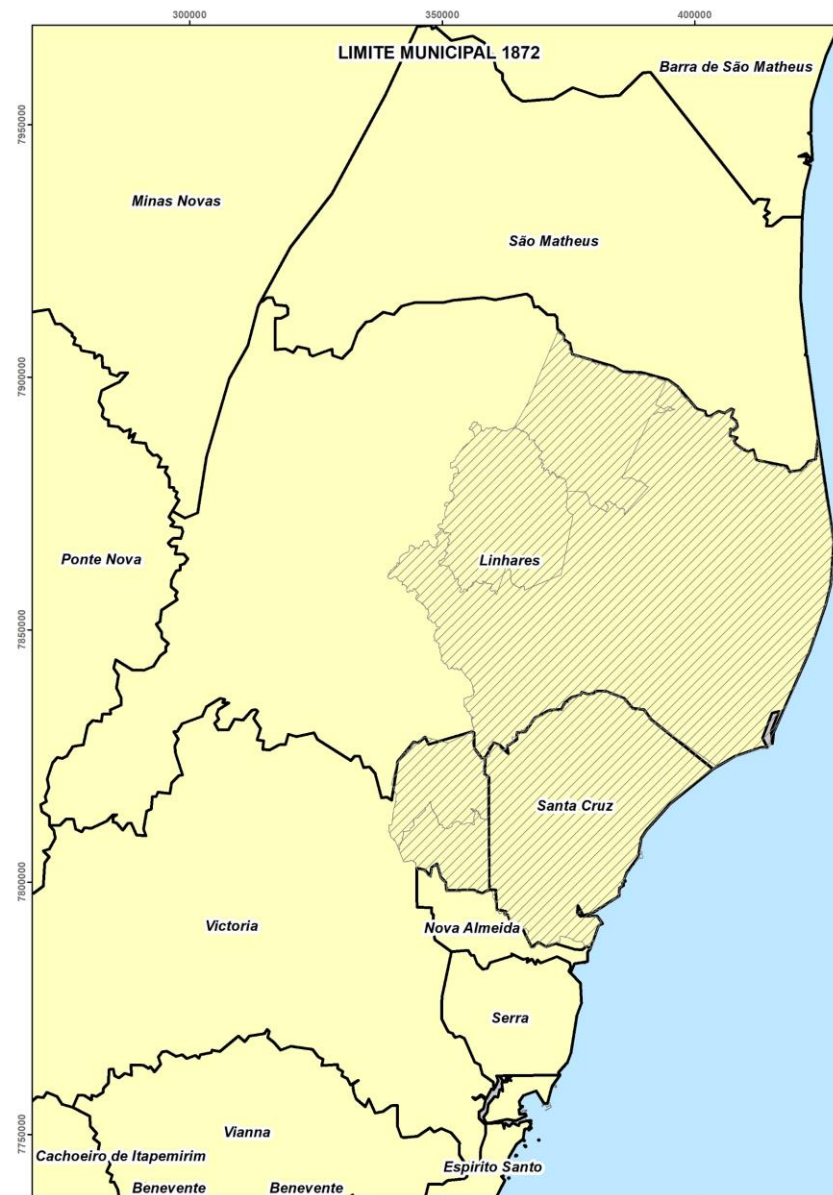 300000
350000
400000
LIMITE MUNICIPAL 1872
Barra de São Matheus
7950000
Minas Novas
São Matheus
7900000
Ponte Nova
Linhares
7850000
Santa Cruz
7800000
Victoria
Nova Almeida
Serra
7750000
Vianna
Cachoeiro de Itapemirim
Espirito Santo
Benevente
Benevente